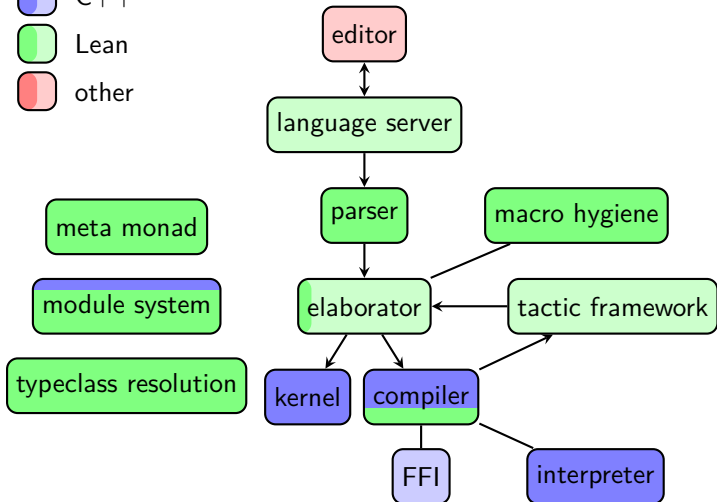 Lean
other
editor
language server
parser
macro hygiene
meta monad
module system
elaborator
tactic framework
typeclass resolution
kernel
compiler
FFI
interpreter